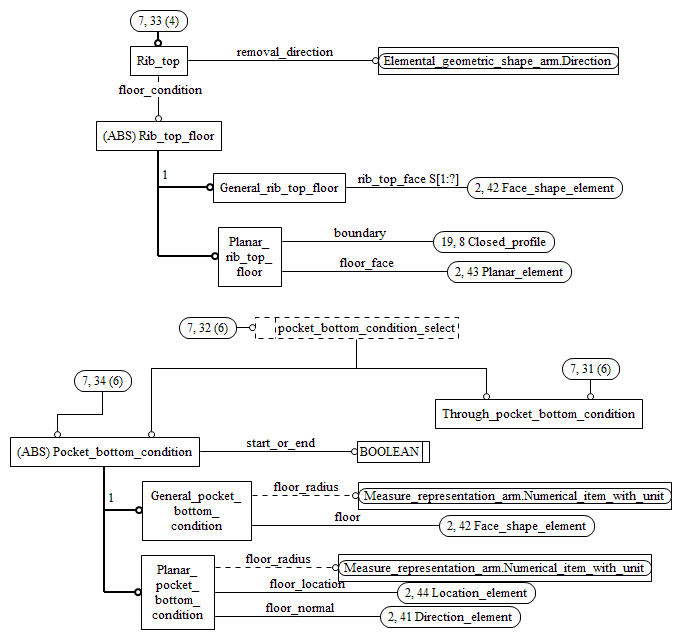 7, 33 (4)
removal_direction
Rib_top
Elemental_geometric_shape_arm.Direction
floor_condition
(ABS) Rib_top_floor
1
General_rib_top_floor
rib_top_face S[1:?]
2, 42 Face_shape_element
Planar_
rib_top_
floor
boundary
19, 8 Closed_profile
floor_face
2, 43 Planar_element
7, 32 (6)
pocket_bottom_condition_select
7, 34 (6)
7, 31 (6)
Through_pocket_bottom_condition
(ABS) Pocket_bottom_condition
start_or_end
BOOLEAN
1
General_pocket_
bottom_
condition
floor_radius
Measure_representation_arm.Numerical_item_with_unit
floor
2, 42 Face_shape_element
Planar_
pocket_
bottom_
condition
floor_radius
Measure_representation_arm.Numerical_item_with_unit
floor_location
2, 44 Location_element
floor_normal
2, 41 Direction_element